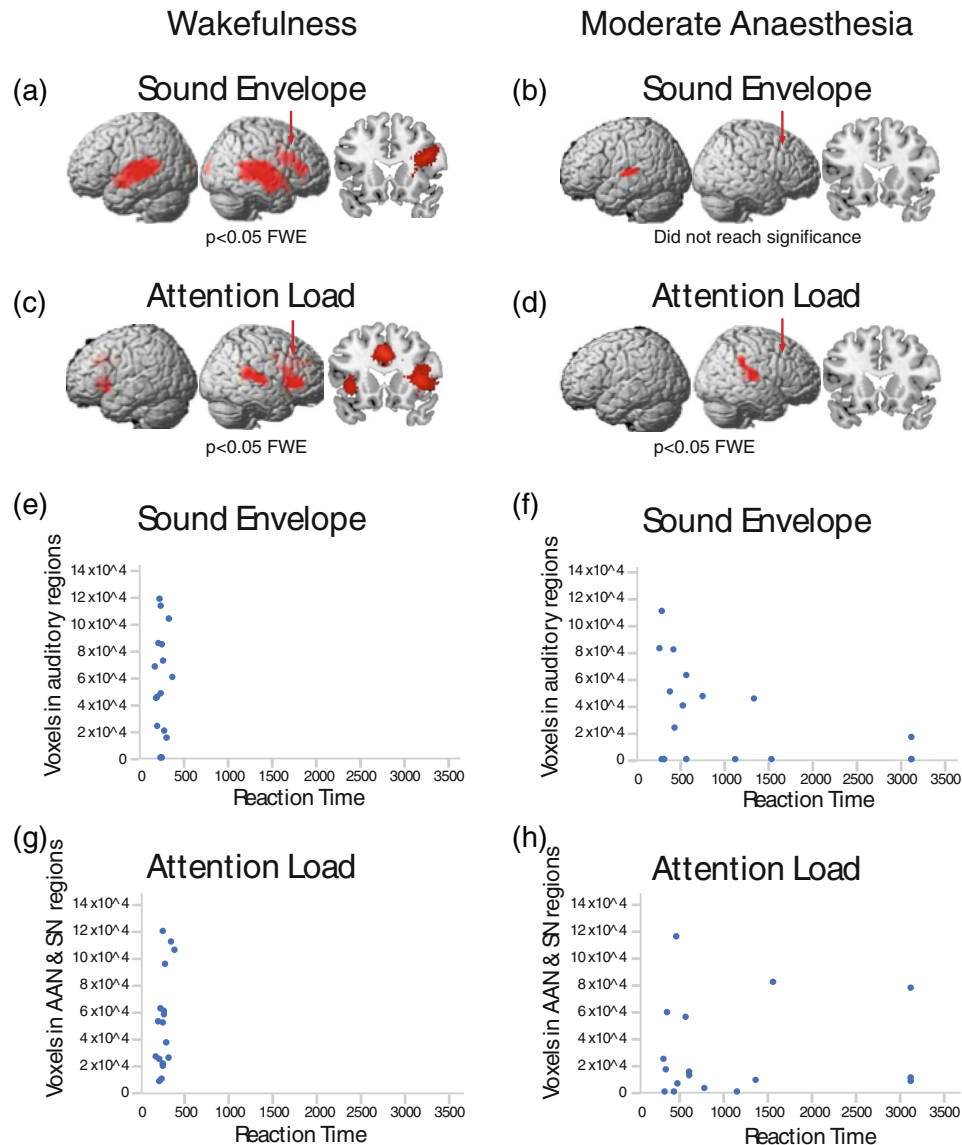 Wakefulness
Moderate Anaesthesia
(a)
Sound Envelope
p<0.05 FWE
(b)
Sound Envelope
Did not reach significance
(c)
Attention Load
p<0.05 FWE
(d)
Attention Load
p<0.05 FWE
(e)
Sound Envelope
Voxels in auditory regions
14 x10^4
12 x10^4
10 x10^4
8 x10^4
6 x10^4
4 x10^4
2 x10^4
0
0 500 1000 1500 2000 2500 3000 3500
Reaction Time
(f)
Sound Envelope
Voxels in auditory regions
14 x10^4
12 x10^4
10 x10^4
8 x10^4
6 x10^4
4 x10^4
2 x10^4
0
0 500 1000 1500 2000 2500 3000 3500
Reaction Time
(g)
Attention Load
Voxels in AAN & SN regions
14 x10^4
12 x10^4
10 x10^4
8 x10^4
6 x10^4
4 x10^4
2 x10^4
0
0 500 1000 1500 2000 2500 3000 3500
Reaction Time
(h)
Attention Load
Voxels in AAN & SN regions
14 x10^4
12 x10^4
10 x10^4
8 x10^4
6 x10^4
4 x10^4
2 x10^4
0
0 500 1000 1500 2000 2500 3000 3500
Reaction Time